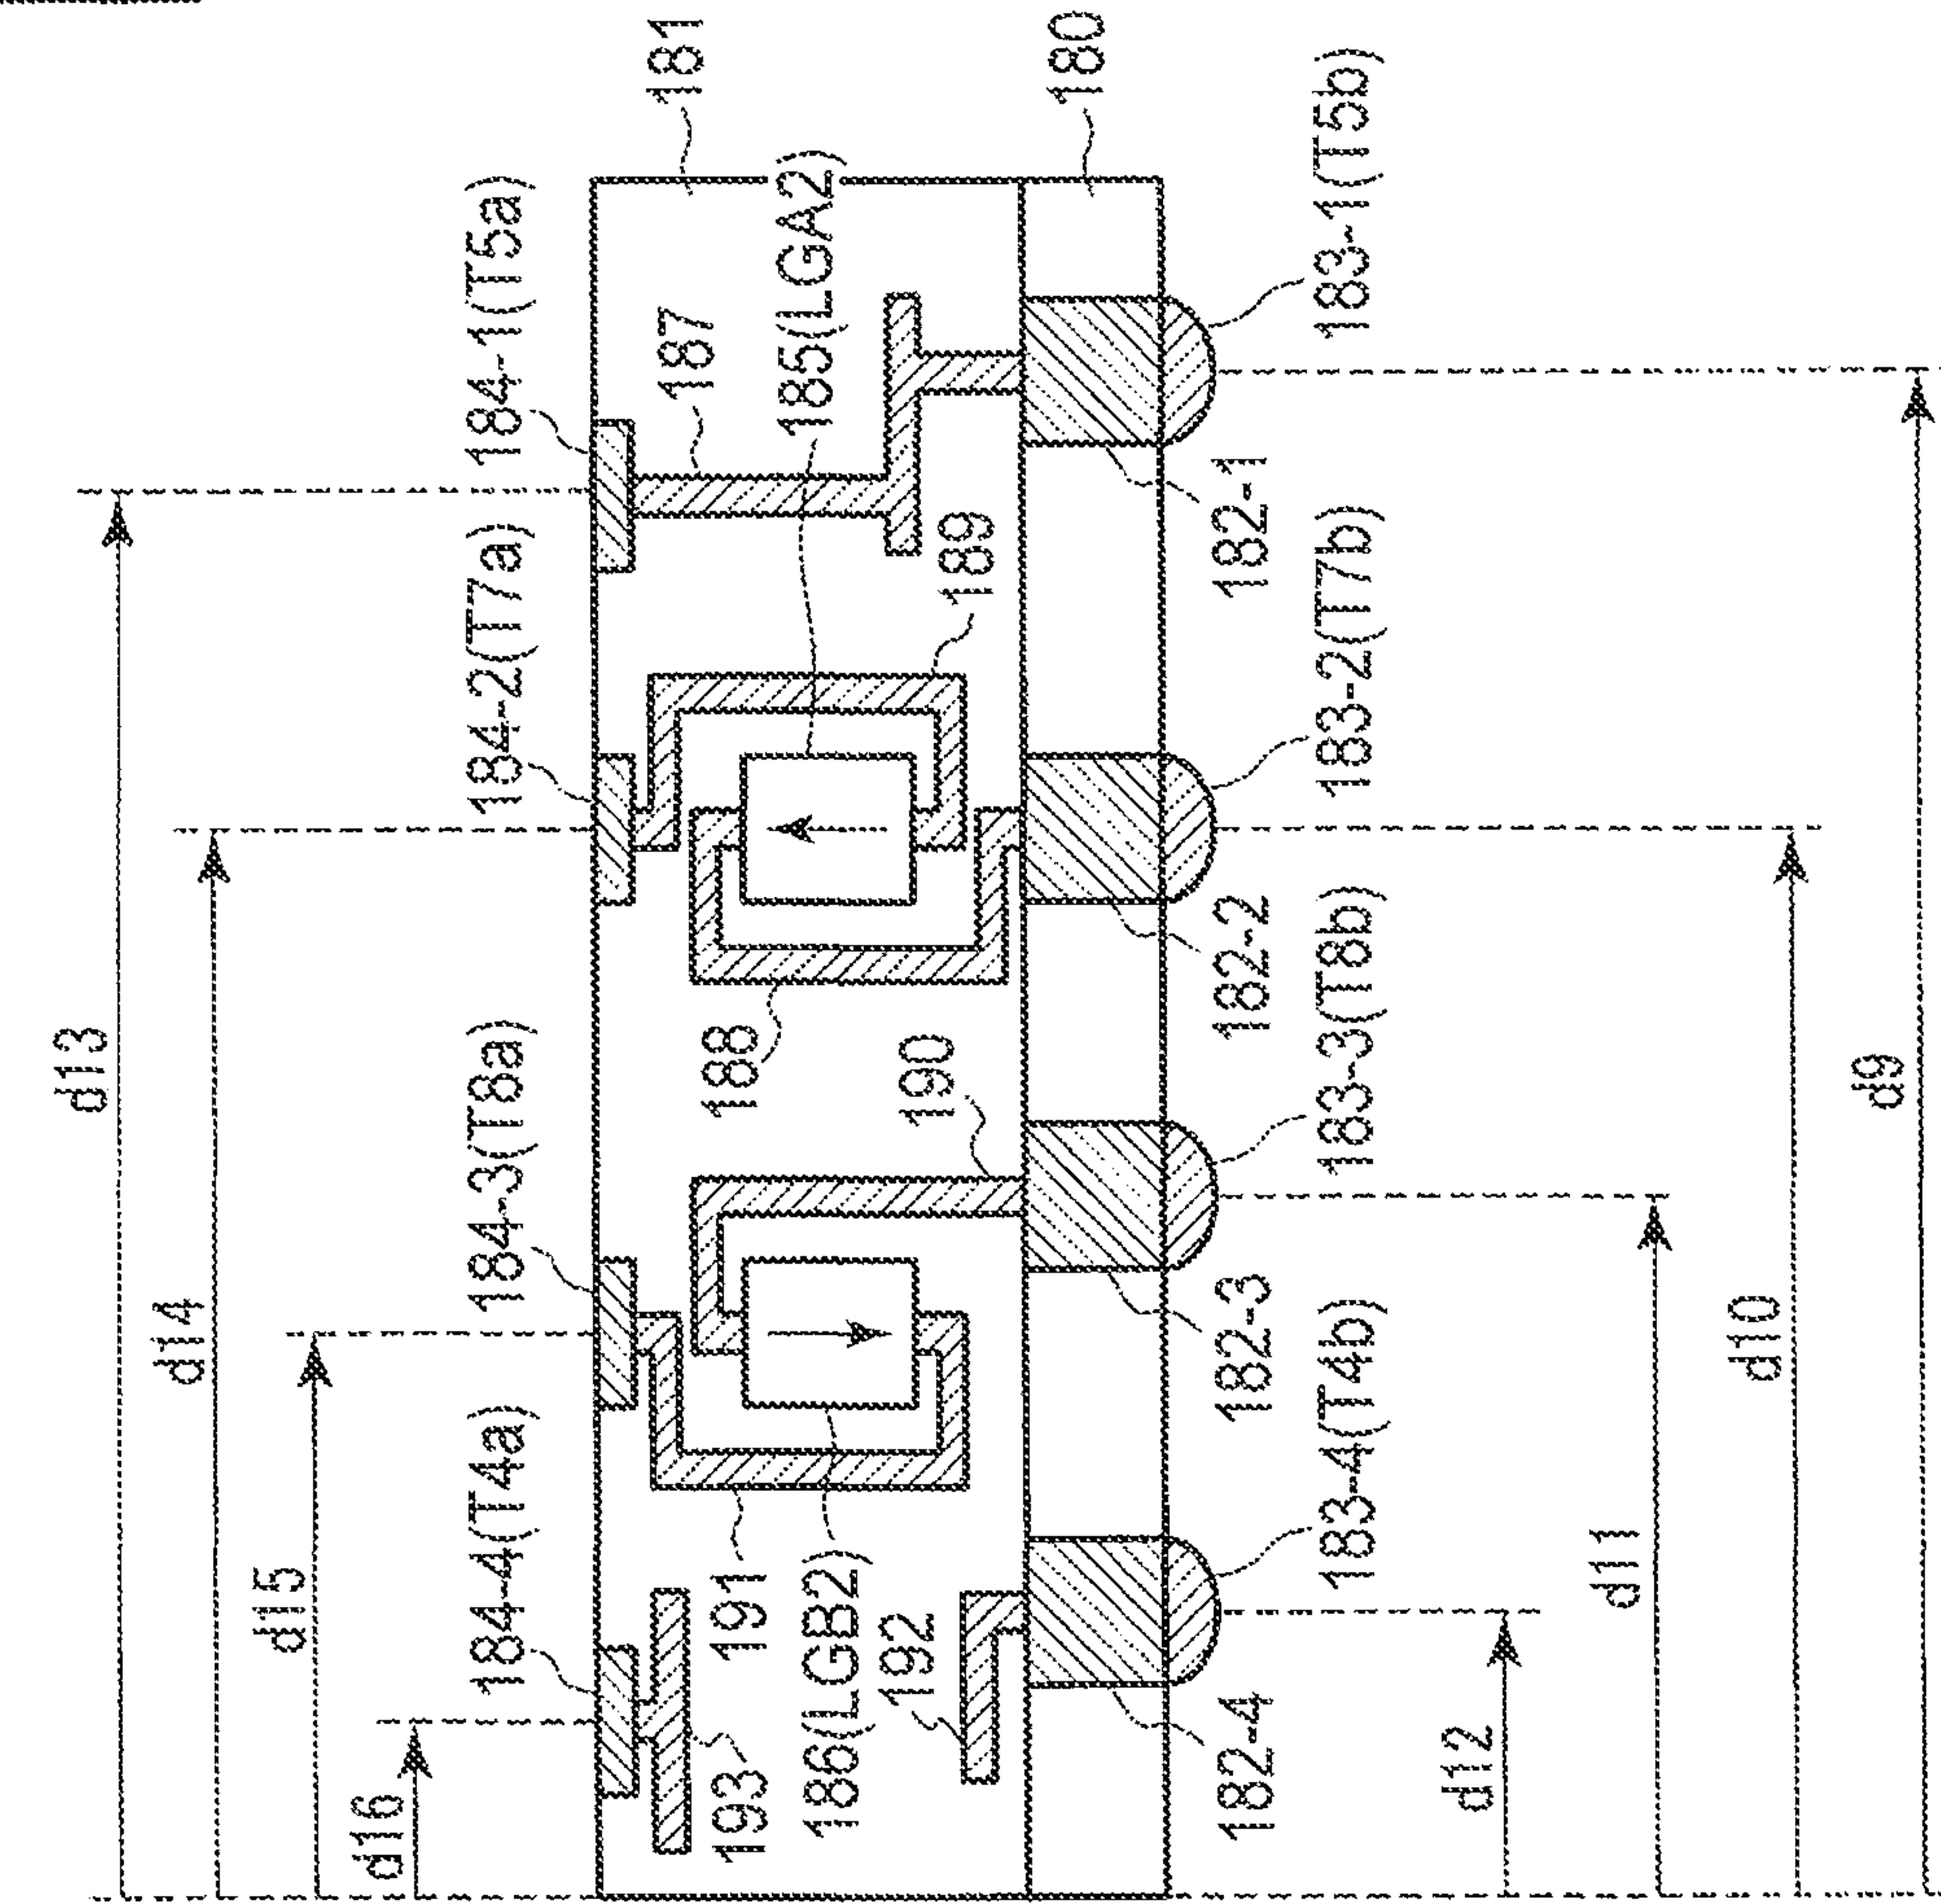 d13
d14
d15
d16
184-4(T4a)
184-3(T8a)
184-2(T7a)
184-1(T5a)
181
187
185(LGA2)
189
188
190
191
186(LGB2)
192
193
180
182-1
182-2
182-3
182-4
183-1(T5b)
183-2(T7b)
183-3(T8b)
183-4(T4b)
d12
d11
d10
d9